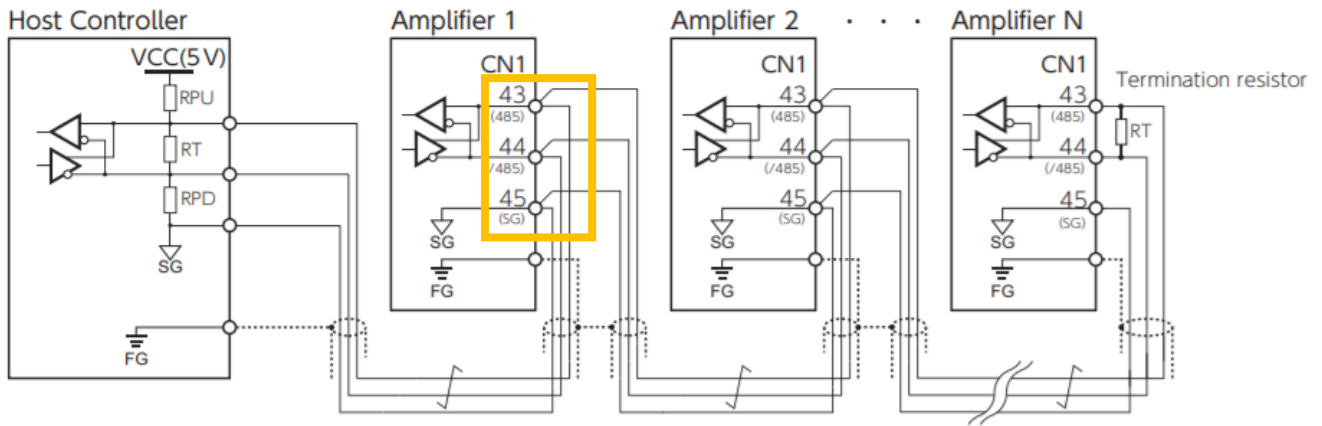 Host Controller
VCC(5V)
RPU
RT
RPD
SG
FG
Amplifier 1
CN1
43
(485)
44
(/485)
45
(SG)
SG
FG
Amplifier 2
CN1
43
(485)
44
(/485)
45
(SG)
SG
FG
· · ·
Amplifier N
CN1
43
(485)
44
(/485)
45
(SG)
SG
FG
Termination resistor
RT